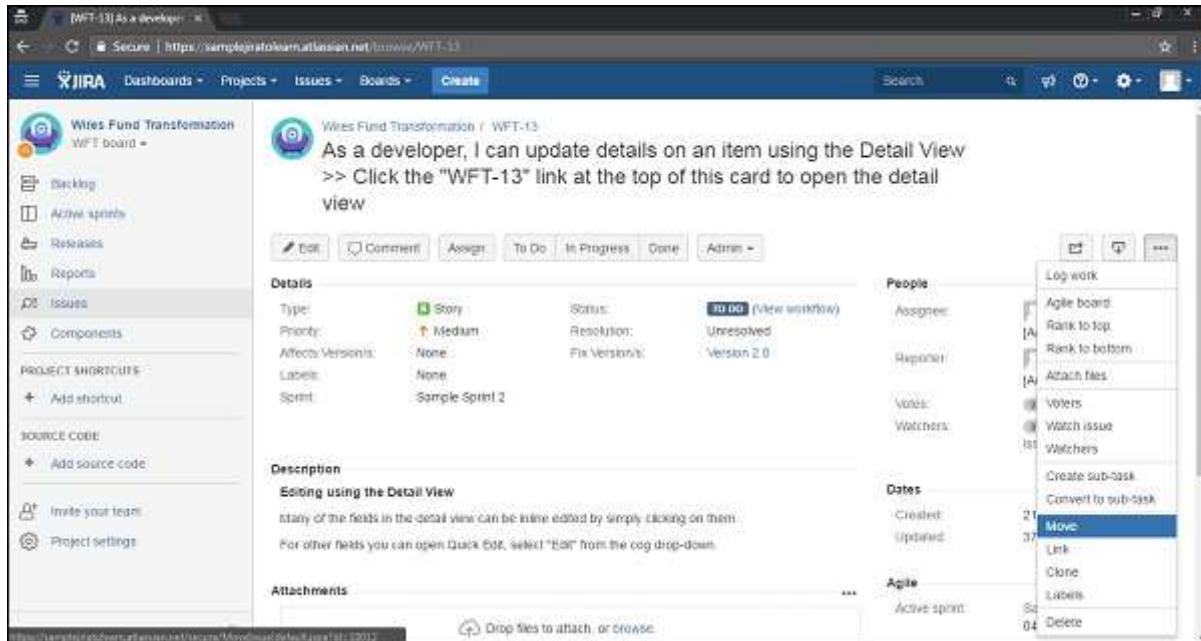 [WFT-13] As a developer
Secure | https://samplejiratolearn.atlassian.net/browse/WFT-13
JIRA Dashboards Projects Issues Boards Create Search
Wires Fund Transformation
WFT board
Backlog
Active sprints
Releases
Reports
Issues
Components
PROJECT SHORTCUTS
+ Add shortcut
SOURCE CODE
+ Add source code
Invite your team
Project settings
Wires Fund Transformation / WFT-13
As a developer, I can update details on an item using the Detail View
>> Click the "WFT-13" link at the top of this card to open the detail
view
Edit Comment Assign To Do In Progress Done Admin
Details
Type: Story Status: TO DO (View workflow)
Priority: Medium Resolution: Unresolved
Affects Version/s: None Fix Version/s: Version 2.0
Labels: None
Sprint: Sample Sprint 2
Description
Editing using the Detail View
Many of the fields in the detail view can be inline edited by simply clicking on them.
For other fields you can open Quick Edit, select "Edit" from the cog drop-down.
Attachments
Drop files to attach, or browse.
People
Assignee:
[A
Reporter:
[A
Votes:
Watchers:
Dates
Created: 21
Updated: 37
Agile
Active sprint: Sa
04
Log work
Agile board
Rank to top
Rank to bottom
Attach files
Voters
Watch issue
Watchers
Create sub-task
Convert to sub-task
Move
Link
Clone
Labels
Delete